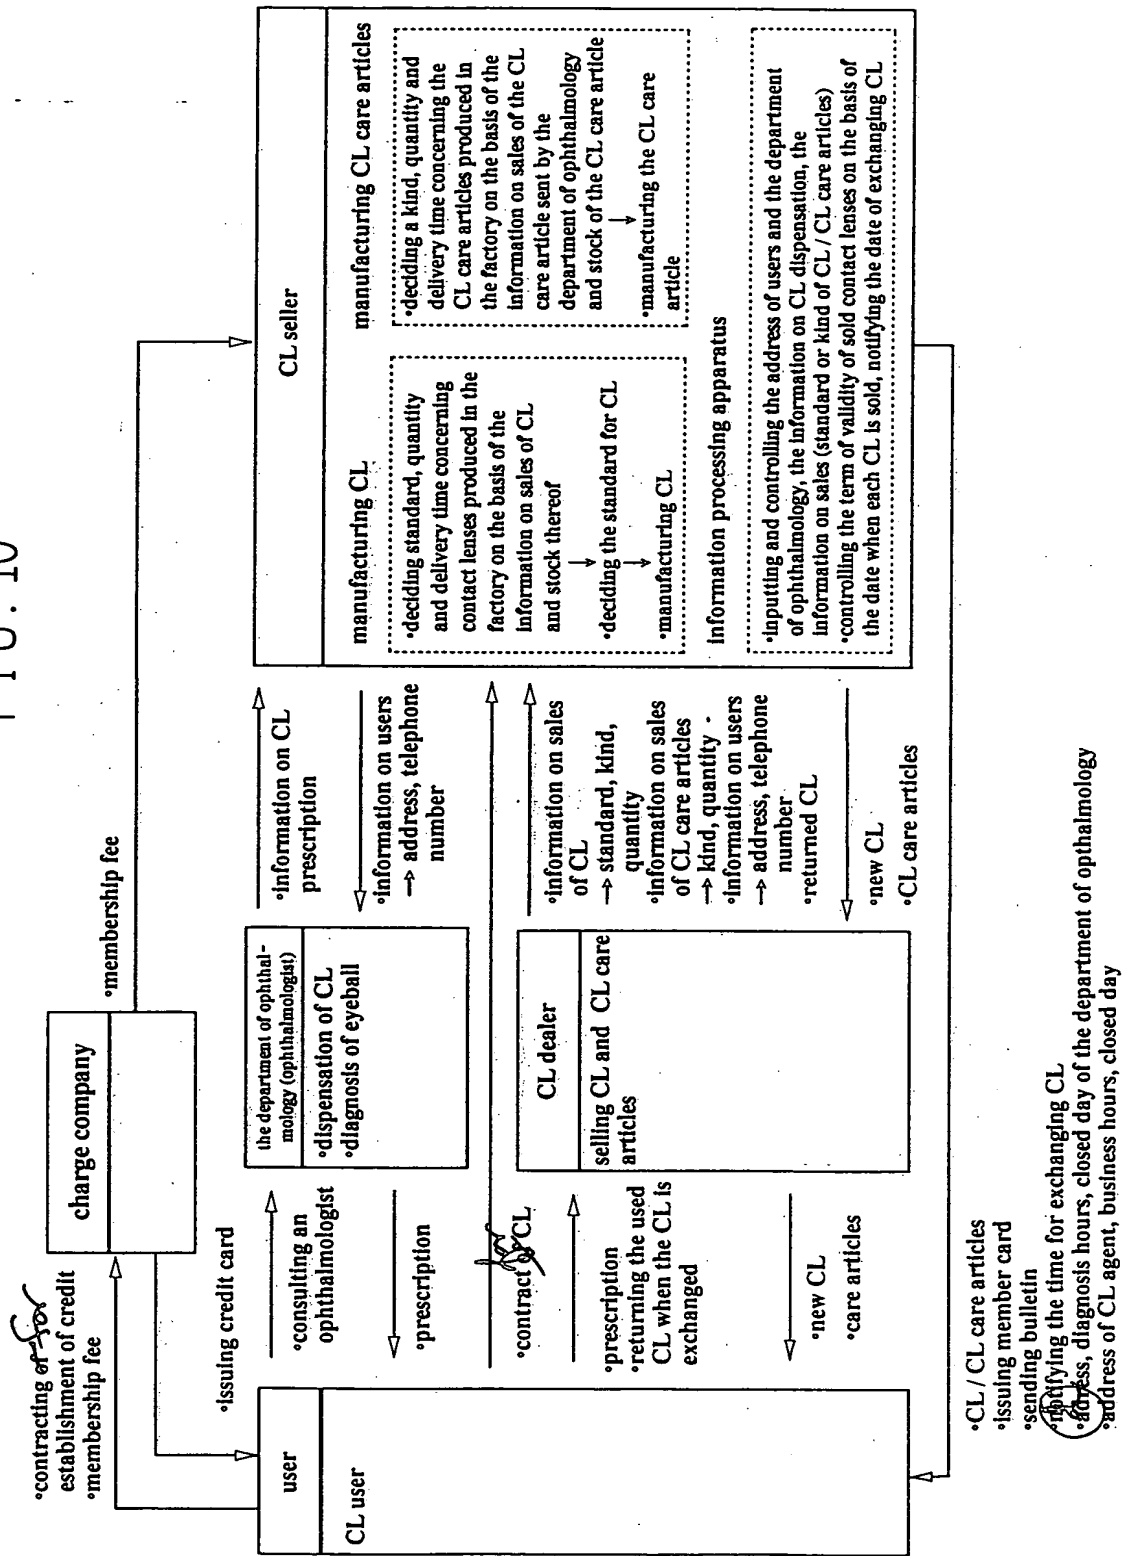 FIG. 10
•contracting of for
establishment of credit
•membership fee
charge company
•membership fee
•issuing credit card
user
CL user
•consulting an
ophthalmologist
•prescription
•contract of CL
•prescription
•returning the used
CL when the CL is
exchanged
•new CL
•care articles
the department of ophthal-
mology (ophthalmologist)
•dispensation of CL
•diagnosis of eyeball
CL dealer
selling CL and CL care
articles
•information on CL
prescription
•information on users
→ address, telephone
number
•information on sales
of CL
→ standard, kind,
quantity
•information on sales
of CL care articles
→ kind, quantity -
•information on users
→ address, telephone
number
•returned CL
•new CL
•CL care articles
CL seller
manufacturing CL
•deciding standard, quantity
and delivery time concerning
contact lenses produced in the
factory on the basis of the
information on sales of CL
and stock thereof
→
•deciding the standard for CL
→
•manufacturing CL
manufacturing CL care articles
•deciding a kind, quantity and
delivery time concerning the
CL care articles produced in
the factory on the basis of the
information on sales of the CL
care article sent by the
department of ophthalmology
and stock of the CL care article
→
•manufacturing the CL care
article
information processing apparatus
•inputting and controlling the address of users and the department
of ophthalmology, the information on CL dispensation, the
information on sales (standard or kind of CL / CL care articles)
•controlling the term of validity of sold contact lenses on the basis of
the date when each CL is sold, notifying the date of exchanging CL
•CL / CL care articles
•issuing member card
•sending bulletin
•notifying the time for exchanging CL
•adress, diagnosis hours, closed day of the department of opthalmology
•address of CL agent, business hours, closed day